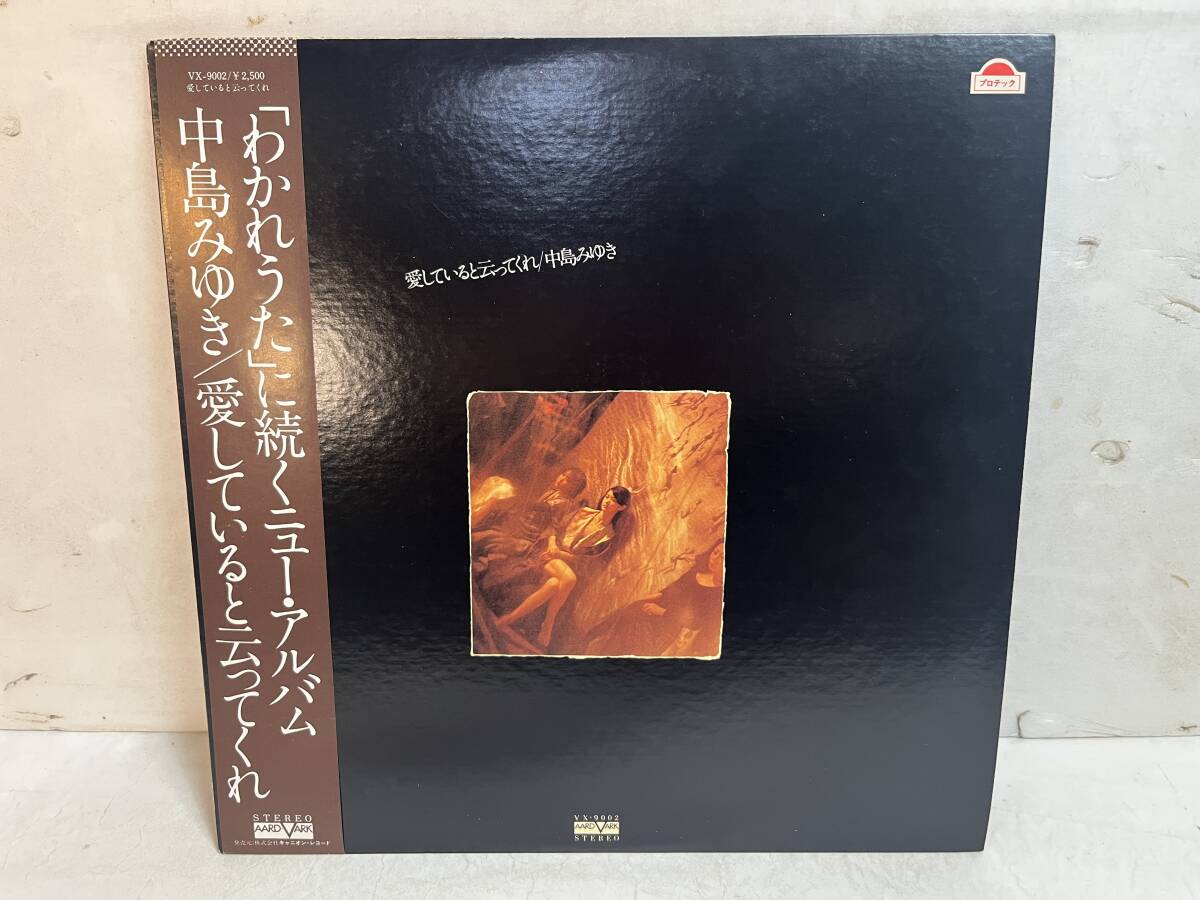 VX-9002/¥2,500
愛していると云ってくれ
「わかれうた」に続くニュー・アルバム
中島みゆき/愛していると云ってくれ
STEREO
AARD VARK
発売元(株式会社キャニオン・レコード
プロテック
愛していると云ってくれ/中島みゆき
VX-9002
AARD VARK
STEREO